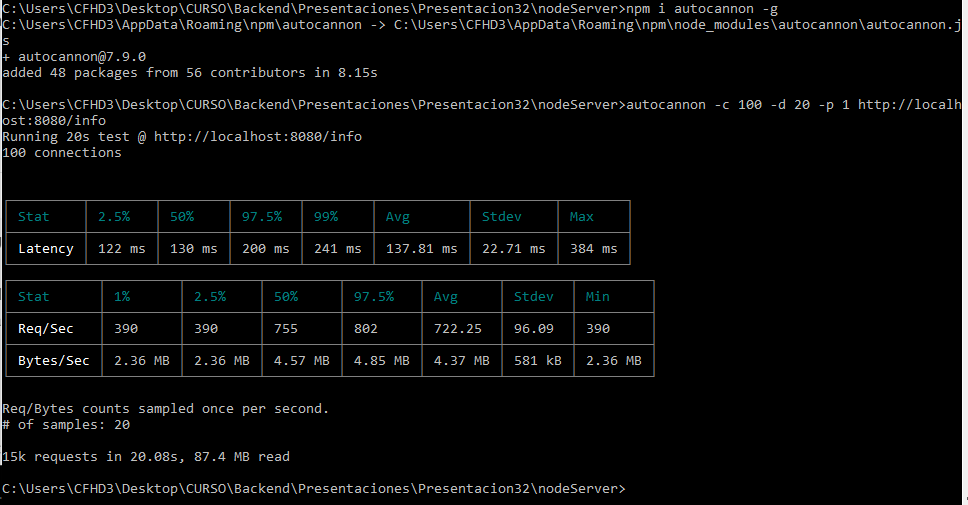 C:\Users\CFHD3\Desktop\CURSO\Backend\Presentaciones\Presentacion32\nodeServer>npm i autocannon -g
C:\Users\CFHD3\AppData\Roaming\npm\autocannon -> C:\Users\CFHD3\AppData\Roaming\npm\node_modules\autocannon\autocannon.j
s
+ autocannon@7.9.0
added 48 packages from 56 contributors in 8.15s
C:\Users\CFHD3\Desktop\CURSO\Backend\Presentaciones\Presentacion32\nodeServer>autocannon -c 100 -d 20 -p 1 http://localh
ost:8080/info
Running 20s test @ http://localhost:8080/info
100 connections
Stat 2.5% 50% 97.5% 99% Avg Stdev Max
Latency 122 ms 130 ms 200 ms 241 ms 137.81 ms 22.71 ms 384 ms
Stat 1% 2.5% 50% 97.5% Avg Stdev Min
Req/Sec 390 390 755 802 722.25 96.09 390
Bytes/Sec 2.36 MB 2.36 MB 4.57 MB 4.85 MB 4.37 MB 581 kB 2.36 MB
Req/Bytes counts sampled once per second.
# of samples: 20
15k requests in 20.08s, 87.4 MB read
C:\Users\CFHD3\Desktop\CURSO\Backend\Presentaciones\Presentacion32\nodeServer>